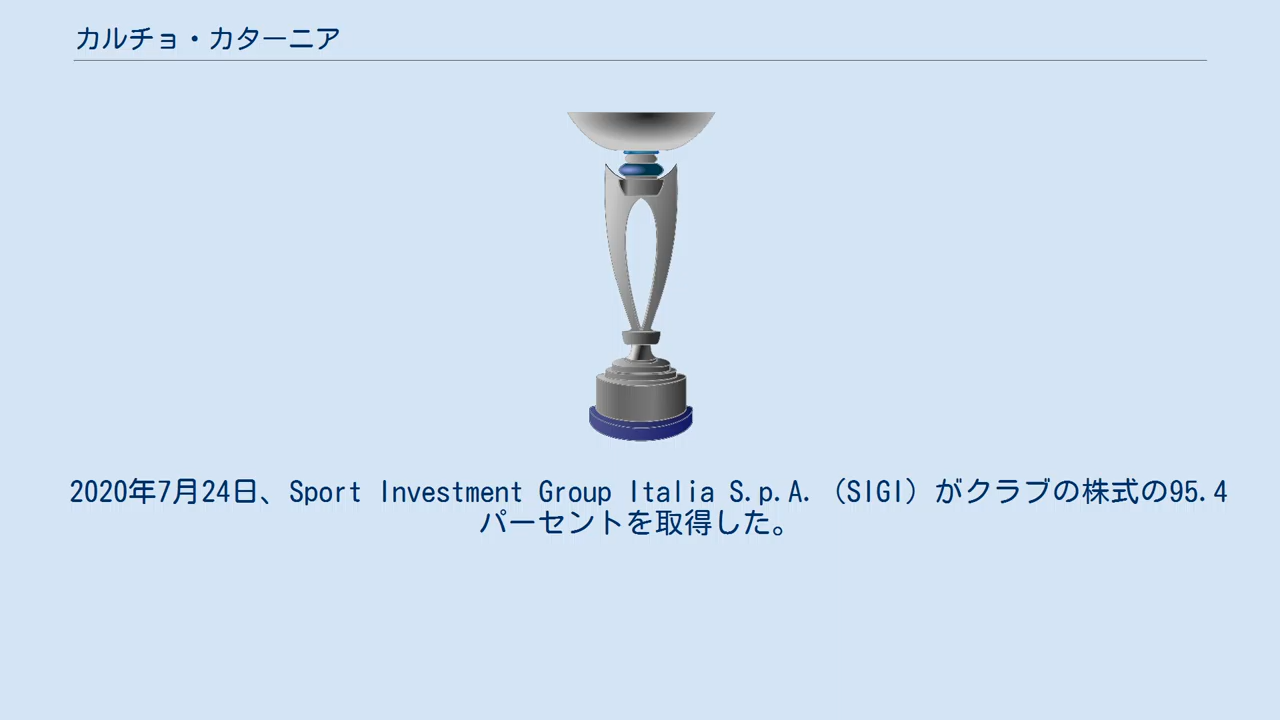 カルチョ・カターニア
2020年7月24日、Sport Investment Group Italia S.p.A.（SIGI）がクラブの株式の95.4
パーセントを取得した。